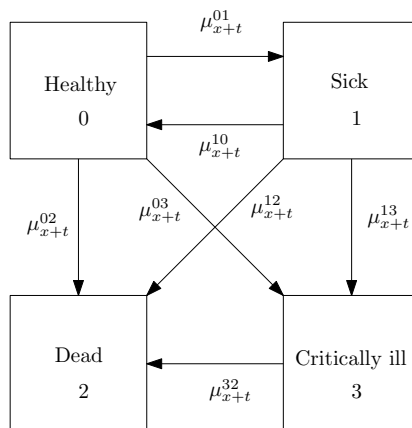 μ^{01}_{x+t}
Healthy
0
Sick
1
μ^{10}_{x+t}
μ^{02}_{x+t}
μ^{03}_{x+t}
μ^{12}_{x+t}
μ^{13}_{x+t}
Dead
2
Critically ill
3
μ^{32}_{x+t}